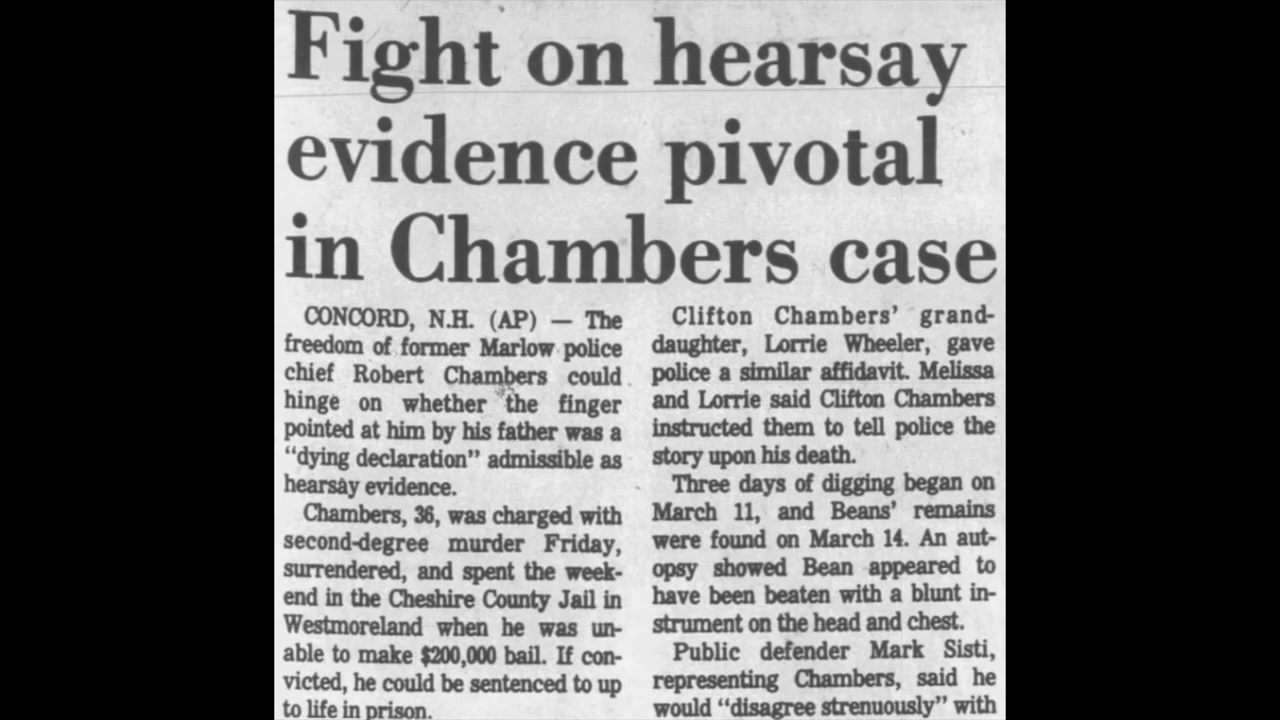 Fight on hearsay
evidence pivotal
in Chambers case
CONCORD, N.H. (AP) — The
freedom of former Marlow police
chief Robert Chambers could
hinge on whether the finger
pointed at him by his father was a
“dying declaration” admissible as
hearsay evidence.
Chambers, 36, was charged with
second-degree murder Friday,
surrendered, and spent the week-
end in the Cheshire County Jail in
Westmoreland when he was un-
able to make $200,000 bail. If con-
victed, he could be sentenced to up
to life in prison.
Clifton Chambers’ grand-
daughter, Lorrie Wheeler, gave
police a similar affidavit. Melissa
and Lorrie said Clifton Chambers
instructed them to tell police the
story upon his death.
Three days of digging began on
March 11, and Beans’ remains
were found on March 14. An aut-
opsy showed Bean appeared to
have been beaten with a blunt in-
strument on the head and chest.
Public defender Mark Sisti,
representing Chambers, said he
would “disagree strenuously” with